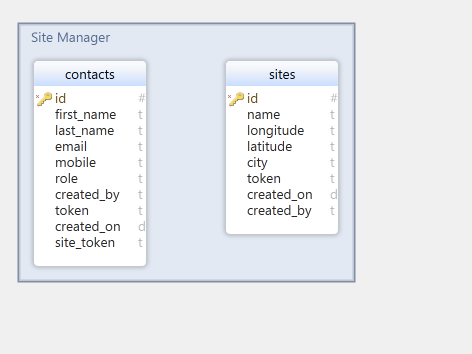 Site Manager
contacts
id #
first_name t
last_name t
email t
mobile t
role t
created_by t
token t
created_on d
site_token t
sites
id #
name t
longitude t
latitude t
city t
token t
created_on d
created_by t